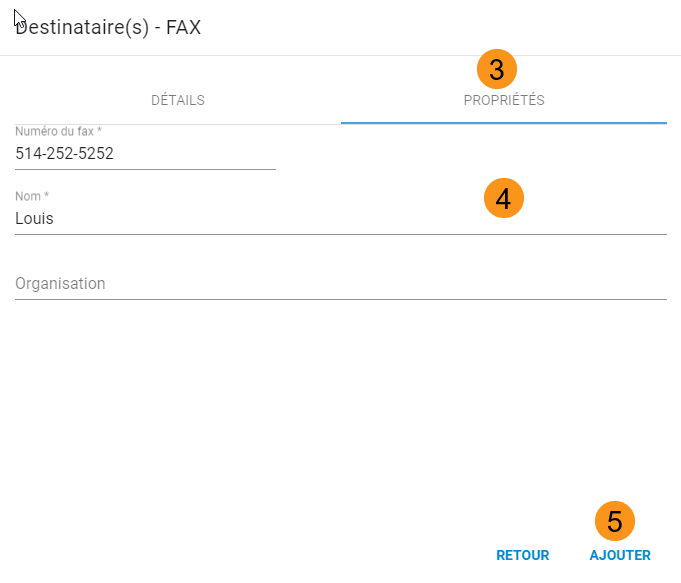 Destinataire(s) - FAX
3
DÉTAILS
PROPRIÉTÉS
Numéro du fax *
514-252-5252
Nom *
4
Louis
Organisation
5
RETOUR
AJOUTER